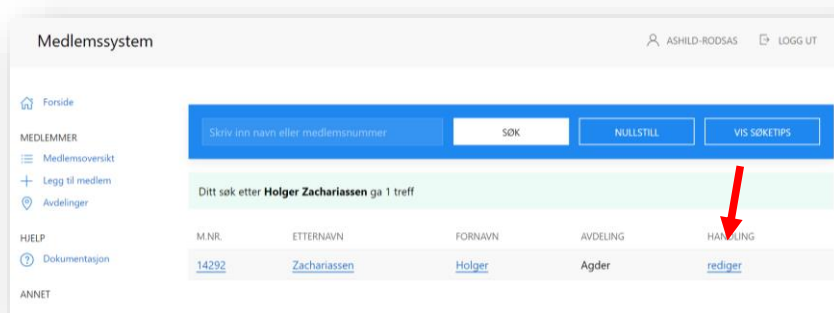 Medlemssystem
ASHILD-RODSAS LOGG UT
Forside
MEDLEMMER
Medlemsoversikt
Legg til medlem
Avdelinger
HJELP
Dokumentasjon
ANNET
Skriv inn navn eller medlemsnummer SØK NULLSTILL VIS SØKETIPS
Ditt søk etter Holger Zachariassen ga 1 treff
M.NR. ETTERNAVN FORNAVN AVDELING HANDLING
14292 Zachariassen Holger Agder rediger